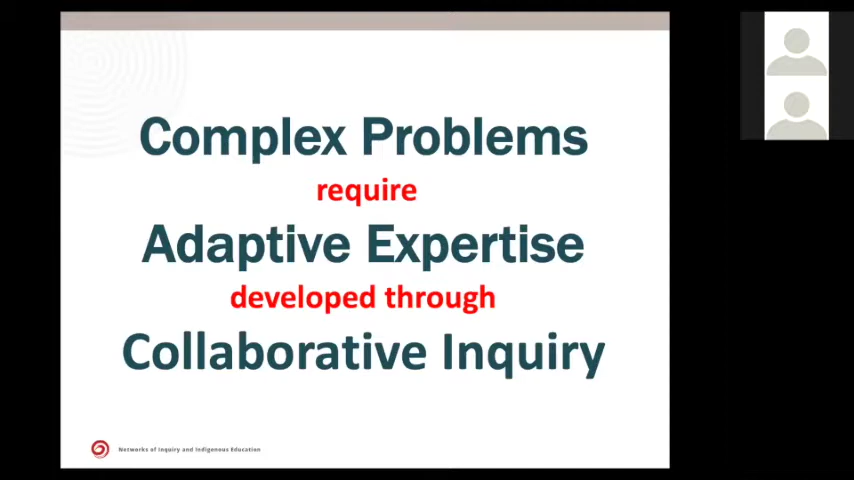 Complex Problems
require
Adaptive Expertise
developed through
Collaborative Inquiry
Networks of Inquiry and Indigenous Education